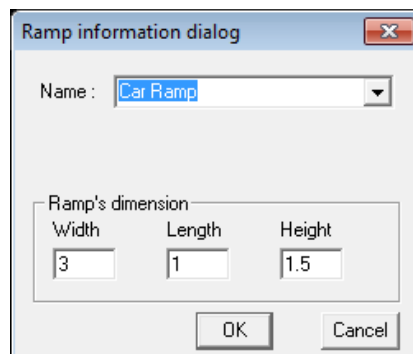 Ramp information dialog
Name : Car Ramp
Ramp's dimension
Width Length Height
3 1 1.5
OK Cancel